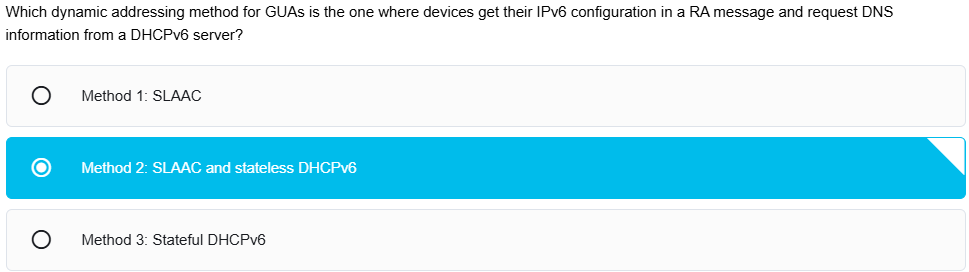 Which dynamic addressing method for GUAs is the one where devices get their IPv6 configuration in a RA message and request DNS
information from a DHCPv6 server?
Method 1: SLAAC
Method 2: SLAAC and stateless DHCPv6
Method 3: Stateful DHCPv6